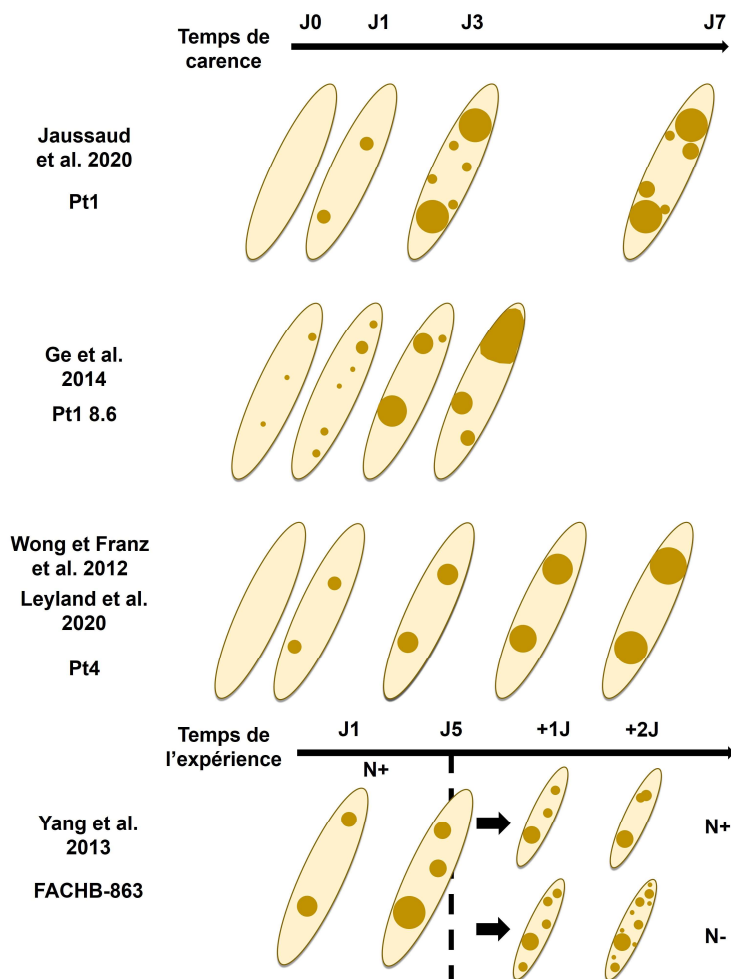 J0 J1 J3 J7
Temps de
carence
Jaussaud
et al. 2020
Pt1
Ge et al.
2014
Pt1 8.6
Wong et Franz
et al. 2012
Leyland et al.
2020
Pt4
Temps de
l'expérience
J1 J5 +1J +2J
N+
Yang et al.
2013
FACHB-863
N+
N-